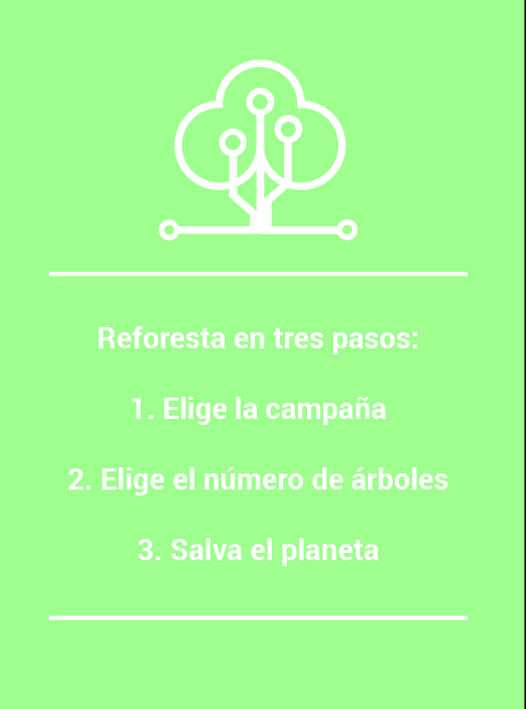 Reforesta en tres pasos:
1. Elige la campaña
2. Elige el número de árboles
3. Salva el planeta